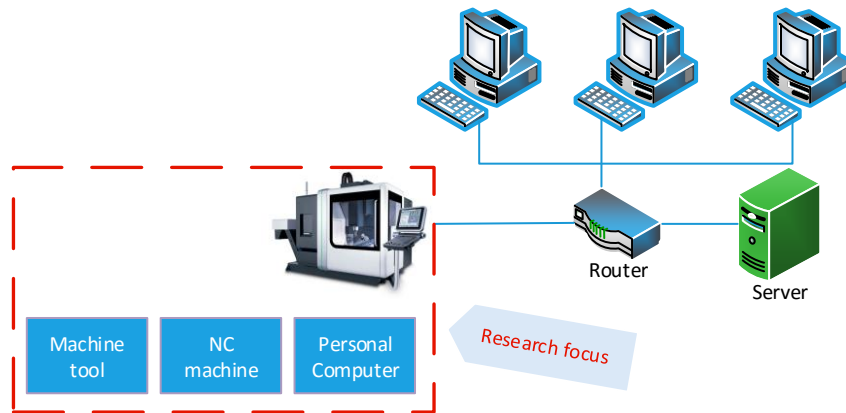 Router
Server
Machine
tool
NC
machine
Personal
Computer
Research focus